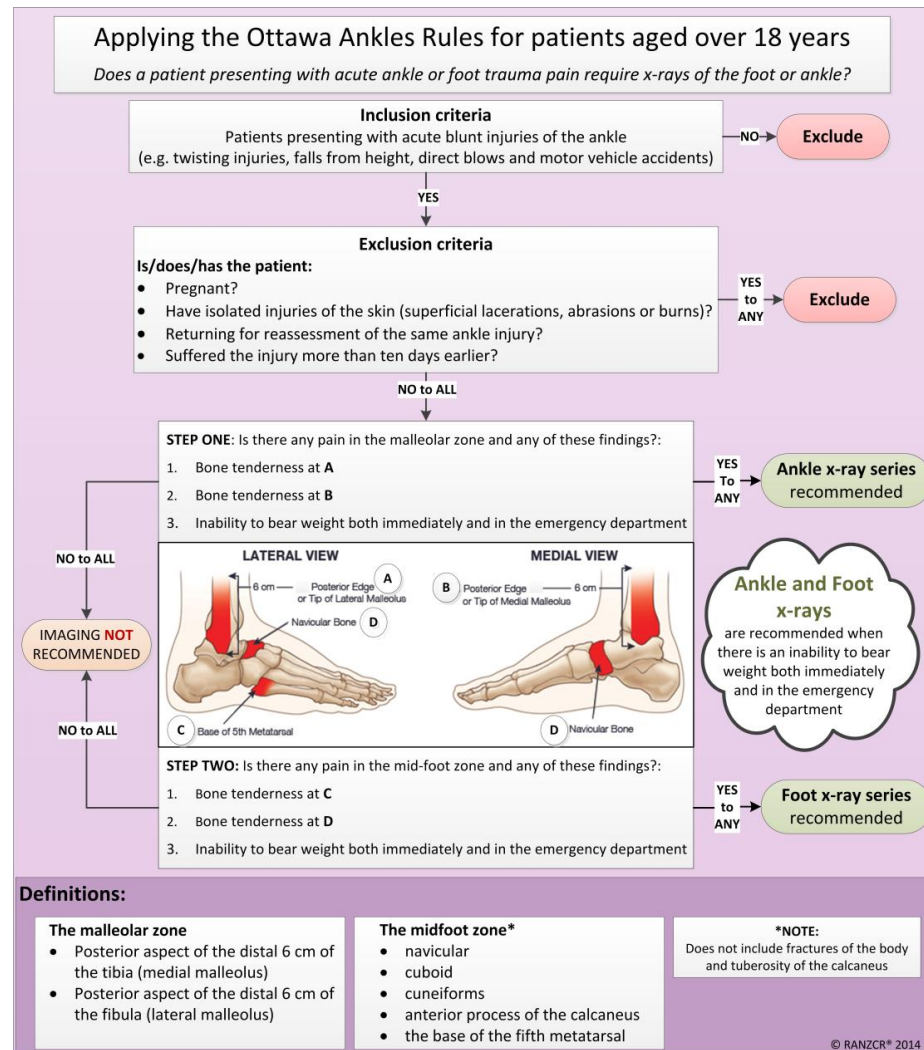 Applying the Ottawa Ankles Rules for patients aged over 18 years
Does a patient presenting with acute ankle or foot trauma pain require x-rays of the foot or ankle?
Inclusion criteria
Patients presenting with acute blunt injuries of the ankle
(e.g. twisting injuries, falls from height, direct blows and motor vehicle accidents)
NO
Exclude
YES
Exclusion criteria
Is/does/has the patient:
• Pregnant?
• Have isolated injuries of the skin (superficial lacerations, abrasions or burns)?
• Returning for reassessment of the same ankle injury?
• Suffered the injury more than ten days earlier?
YES
to
ANY
Exclude
NO to ALL
STEP ONE: Is there any pain in the malleolar zone and any of these findings?:
1. Bone tenderness at A
2. Bone tenderness at B
3. Inability to bear weight both immediately and in the emergency department
YES
To
ANY
Ankle x-ray series
recommended
NO to ALL
IMAGING NOT
RECOMMENDED
NO to ALL
LATERAL VIEW
6 cm
Posterior Edge
or Tip of Lateral Malleolus
A
Navicular Bone
D
C
Base of 5th Metatarsal
MEDIAL VIEW
B
Posterior Edge
or Tip of Medial Malleolus
6 cm
D
Navicular Bone
Ankle and Foot
x-rays
are recommended when
there is an inability to bear
weight both immediately
and in the emergency
department
STEP TWO: Is there any pain in the mid-foot zone and any of these findings?:
1. Bone tenderness at C
2. Bone tenderness at D
3. Inability to bear weight both immediately and in the emergency department
YES
to
ANY
Foot x-ray series
recommended
Definitions:
The malleolar zone
• Posterior aspect of the distal 6 cm of
the tibia (medial malleolus)
• Posterior aspect of the distal 6 cm of
the fibula (lateral malleolus)
The midfoot zone*
• navicular
• cuboid
• cuneiforms
• anterior process of the calcaneus
• the base of the fifth metatarsal
*NOTE:
Does not include fractures of the body
and tuberosity of the calcaneus
© RANZCR® 2014